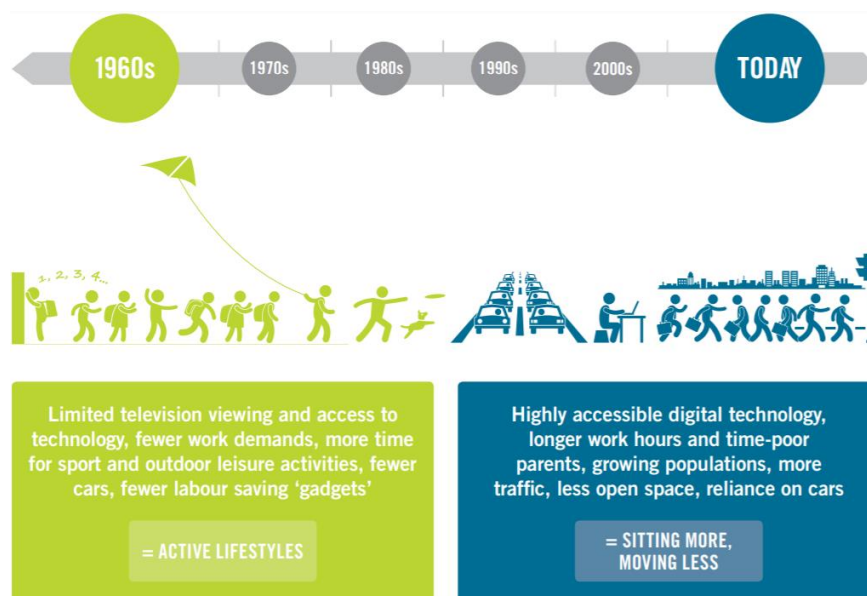 1960s
1970s
1980s
1990s
2000s
TODAY
1, 2, 3, 4...
Limited television viewing and access to
technology, fewer work demands, more time
for sport and outdoor leisure activities, fewer
cars, fewer labour saving ‘gadgets’
= ACTIVE LIFESTYLES
Highly accessible digital technology,
longer work hours and time-poor
parents, growing populations, more
traffic, less open space, reliance on cars
= SITTING MORE,
MOVING LESS